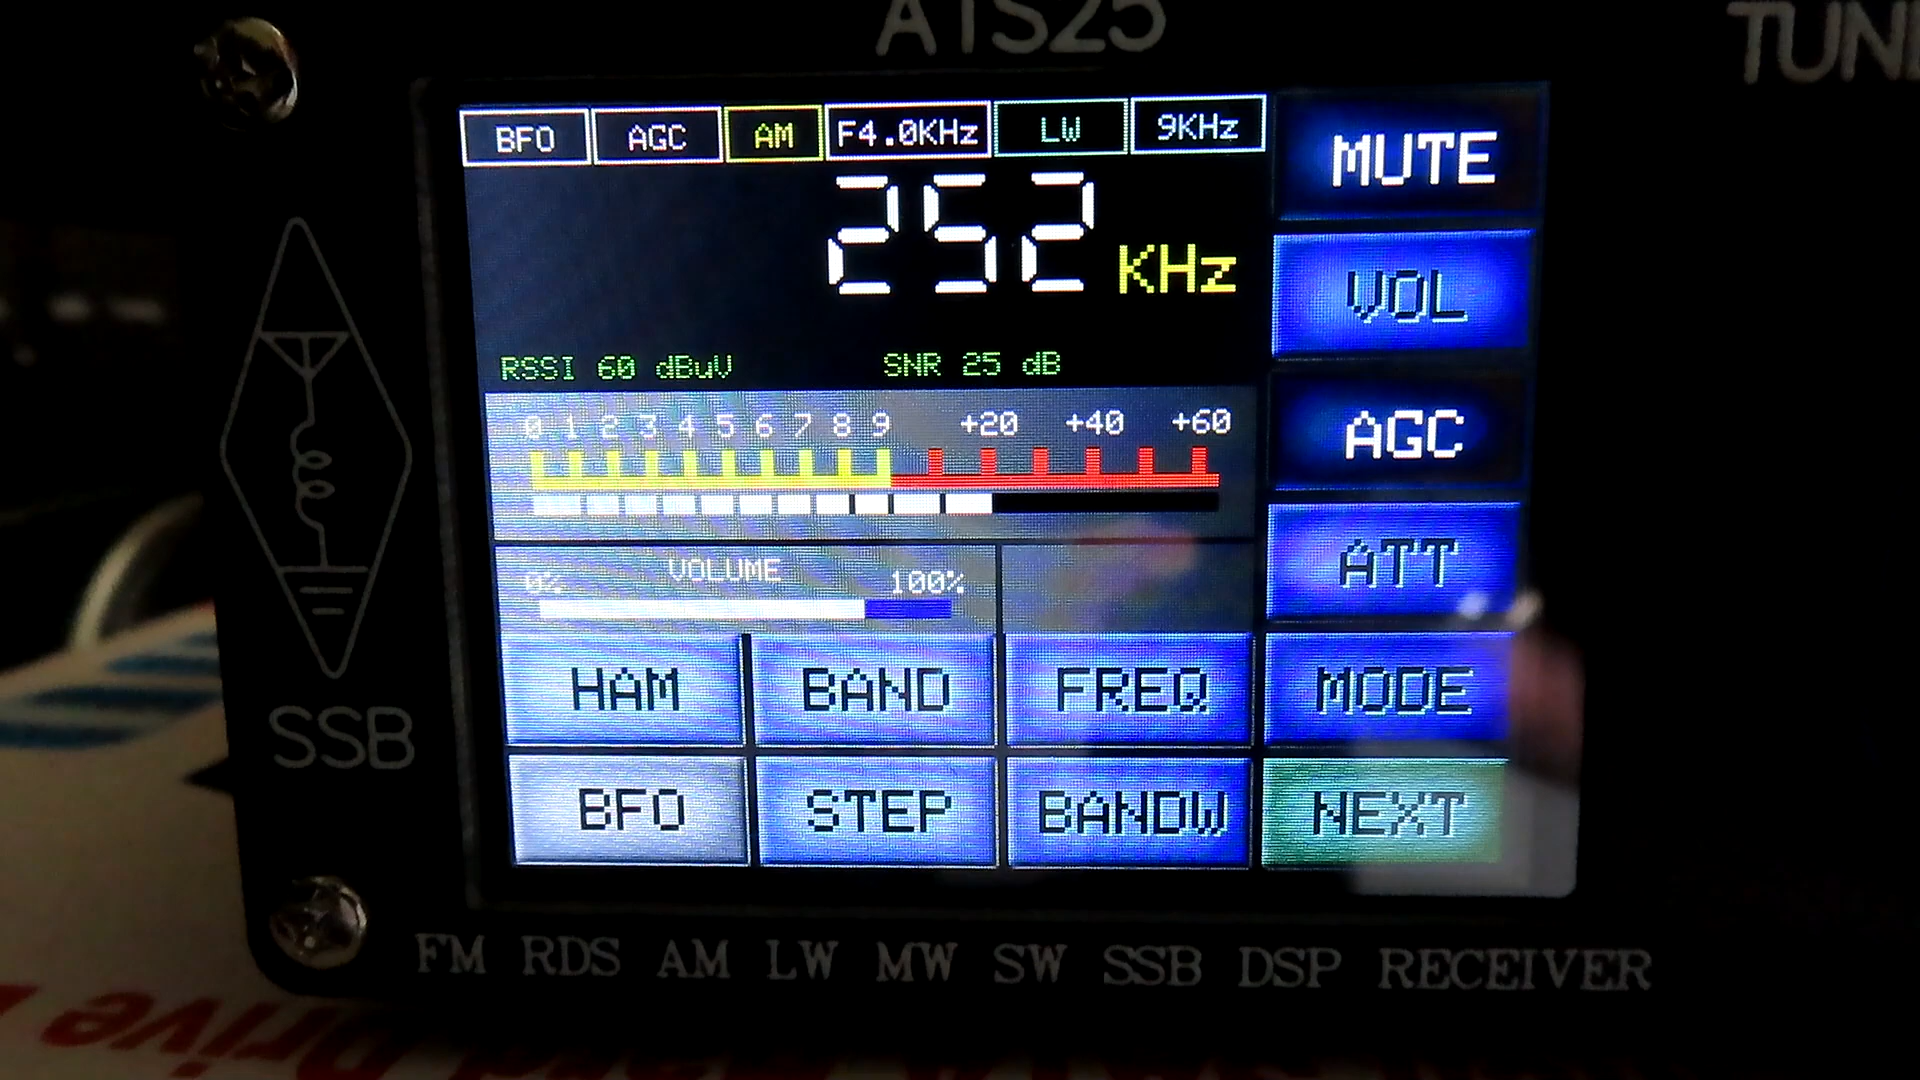 ATS25
BFO AGC AM F4.0KHz LW 9KHz
252 KHz
RSSI 60 dBuV SNR 25 dB
0 1 2 3 4 5 6 7 8 9 +20 +40 +60
VOLUME
0% 100%
HAM BAND FREQ
BFO STEP BANDW
MUTE
VOL
AGC
ATT
MODE
NEXT
SSB
FM RDS AM LW MW SW SSB DSP RECEIVER
Drive